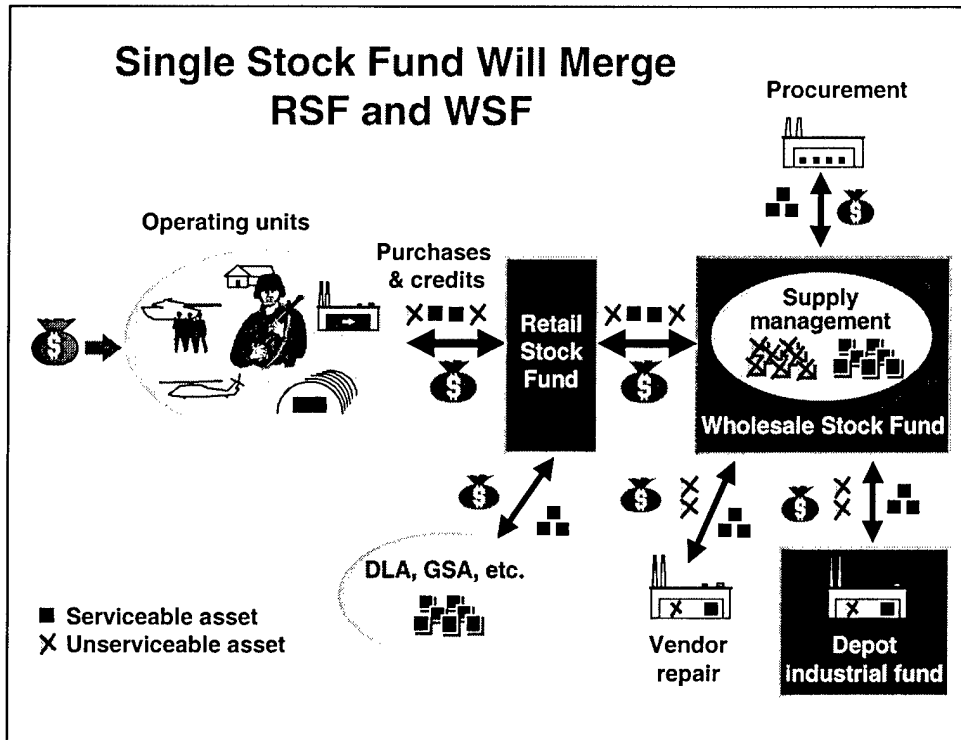 Single Stock Fund Will Merge
RSF and WSF
Procurement
$
Operating units
Purchases
& credits
$
$
$
Retail
Stock
Fund
Supply
management
Wholesale Stock Fund
$
$
$
DLA, GSA, etc.
Serviceable asset
Unserviceable asset
Vendor
repair
Depot
industrial fund